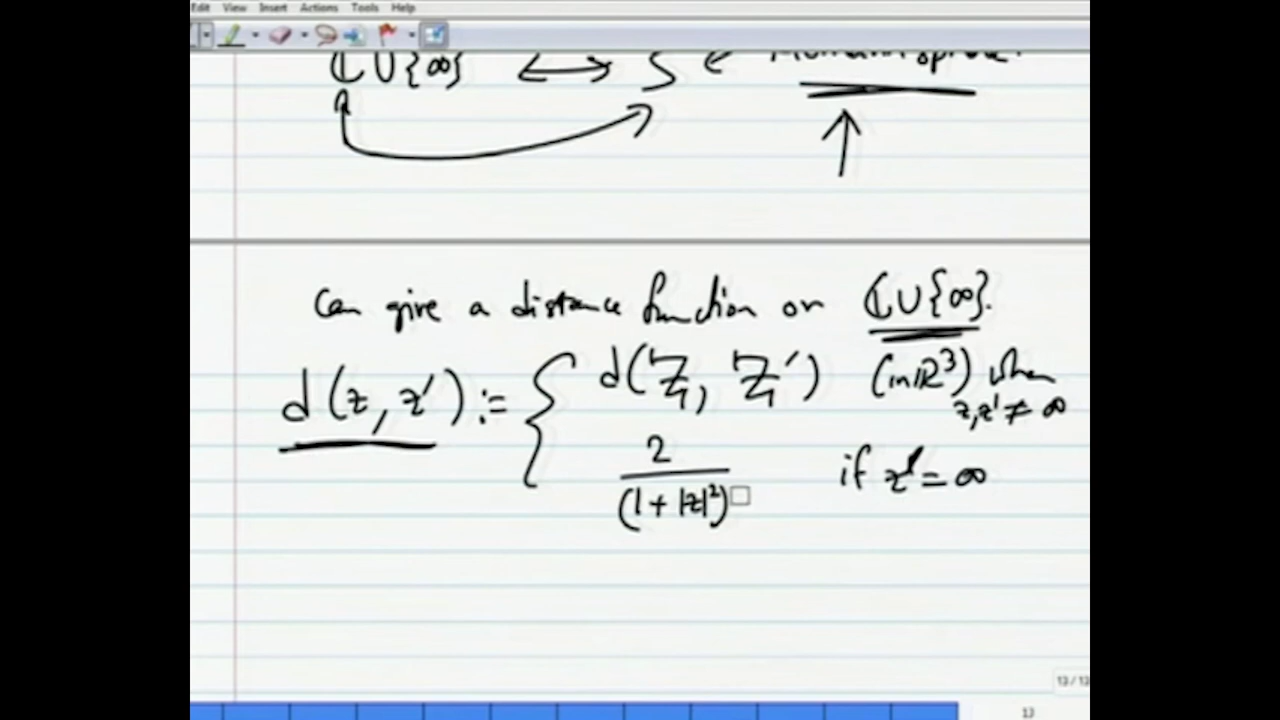 Edit View Insert Actions Tools Help
ℂ ∪ {∞} ⟷ S ←
Can give a distance function on ℂ ∪ {∞}.
d(z, z') := { d(Z, Z') (in ℝ³) when
z, z' ≠ ∞
2 / (1 + |z|²) if z' = ∞
13 / 13